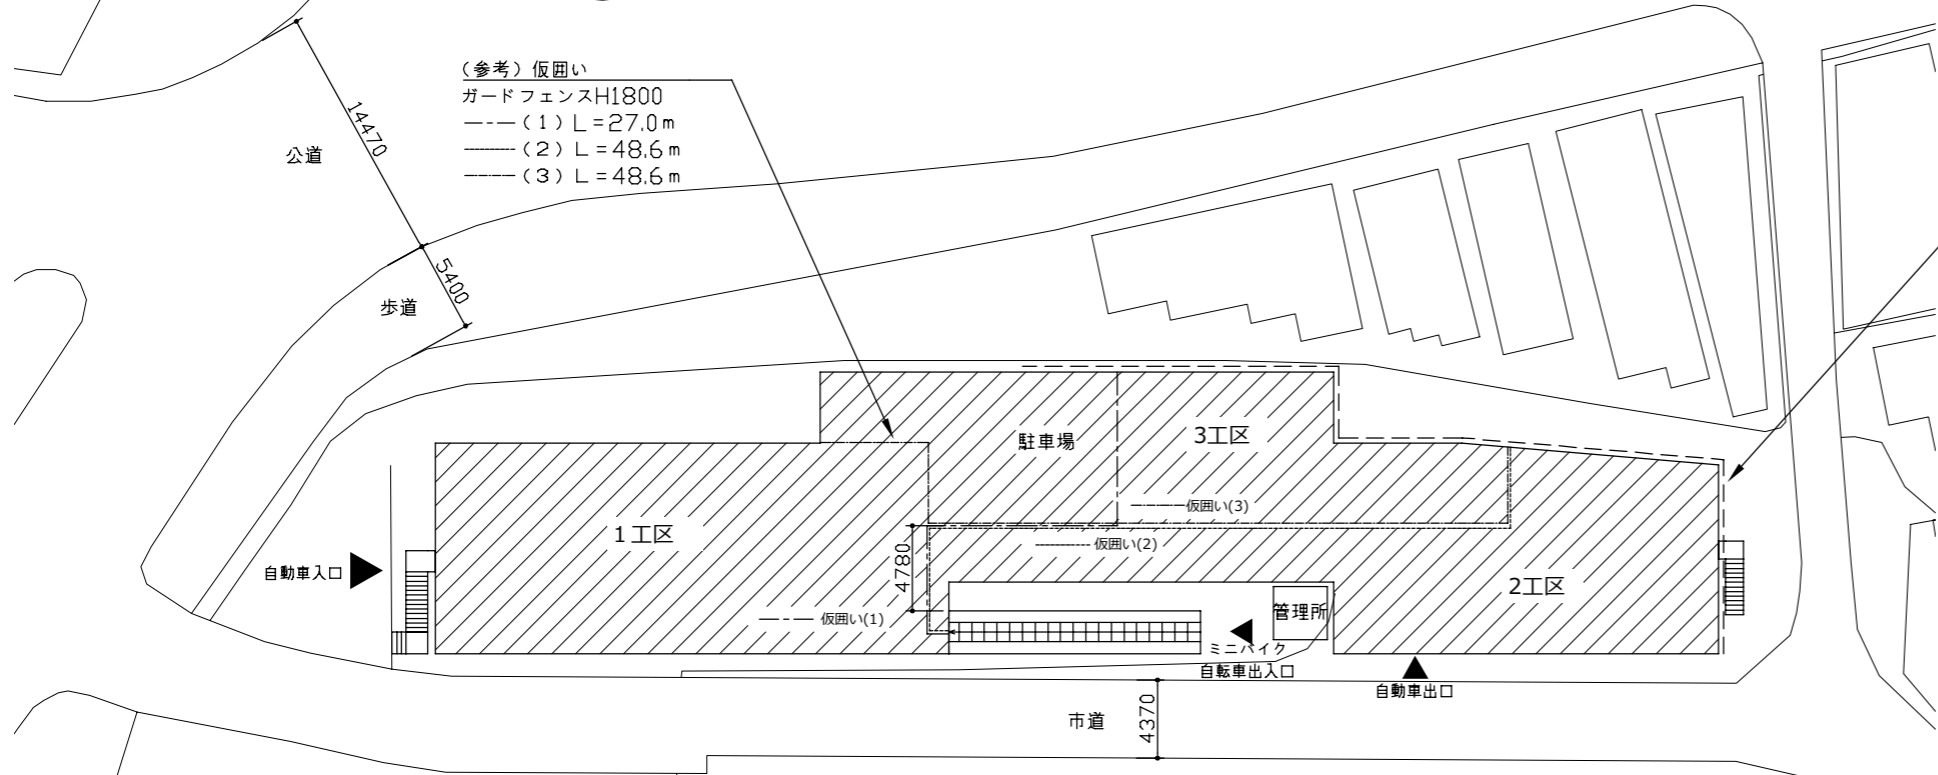 (参考) 仮囲い
ガードフェンスH1800
(1) L=27.0m
(2) L=48.6m
(3) L=48.6m
14470
公道
5400
歩道
駐車場
3工区
仮囲い(3)
1工区
仮囲い(2)
4780
自動車入口
2工区
管理所
仮囲い(1)
ミニバイク
自転車出入口
自動車出口
市道
4370